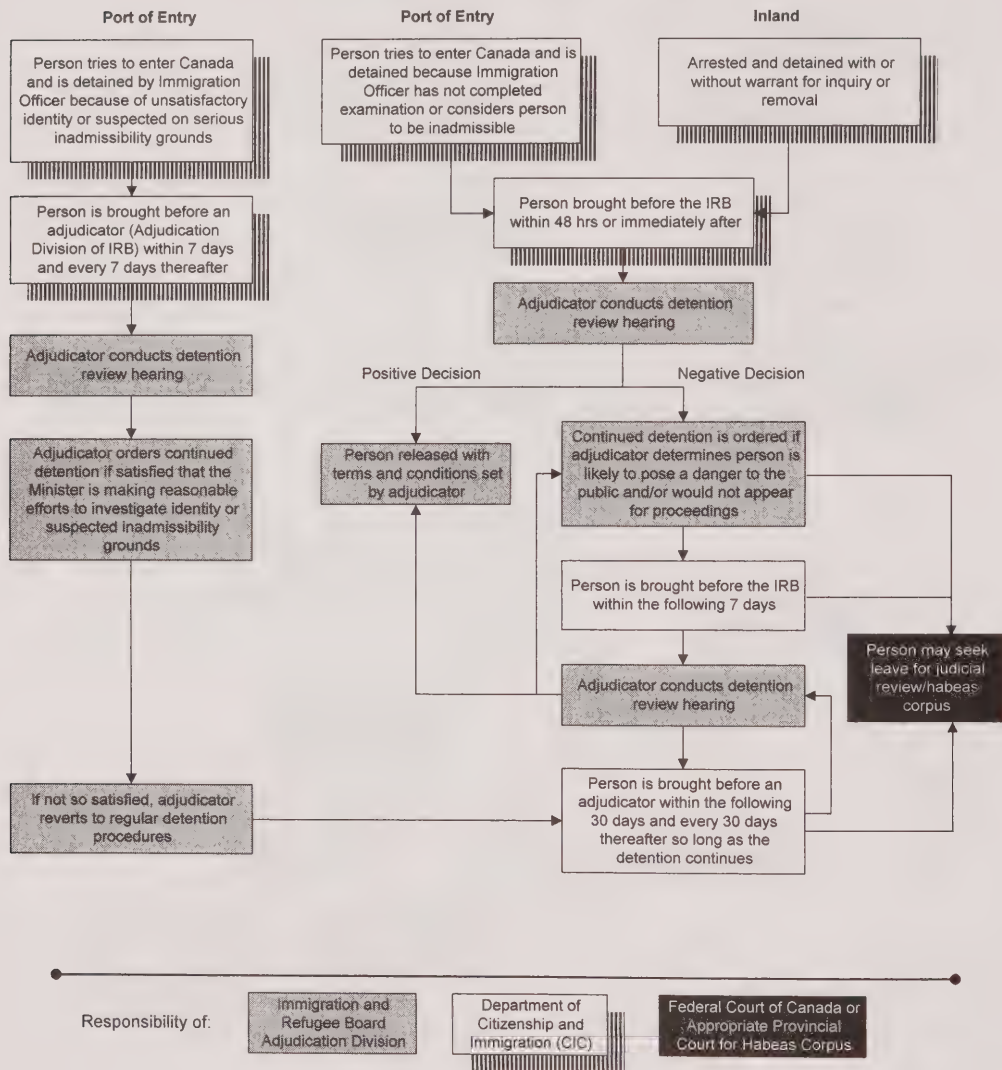 Port of Entry
Port of Entry
Inland
Person tries to enter Canada
and is detained by Immigration
Officer because of unsatisfactory
identity or suspected on serious
inadmissibility grounds
Person tries to enter Canada and is
detained because Immigration
Officer has not completed
examination or considers person
to be inadmissible
Arrested and detained with or
without warrant for inquiry or
removal
Person is brought before an
adjudicator (Adjudication
Division of IRB) within 7 days
and every 7 days thereafter
Person brought before the IRB
within 48 hrs or immediately after
Adjudicator conducts detention
review hearing
Adjudicator conducts detention
review hearing
Positive Decision
Negative Decision
Adjudicator orders continued
detention if satisfied that the
Minister is making reasonable
efforts to investigate identity or
suspected inadmissibility
grounds
Person released with
terms and conditions set
by adjudicator
Continued detention is ordered if
adjudicator determines person is
likely to pose a danger to the
public and/or would not appear
for proceedings
Person is brought before the IRB
within the following 7 days
Person may seek
leave for judicial
review/habeas
corpus
Adjudicator conducts detention
review hearing
If not so satisfied, adjudicator
reverts to regular detention
procedures
Person is brought before an
adjudicator within the following
30 days and every 30 days
thereafter so long as the
detention continues
Responsibility of:
Immigration and
Refugee Board
Adjudication Division
Department of
Citizenship and
Immigration (CIC)
Federal Court of Canada or
Appropriate Provincial
Court for Habeas Corpus